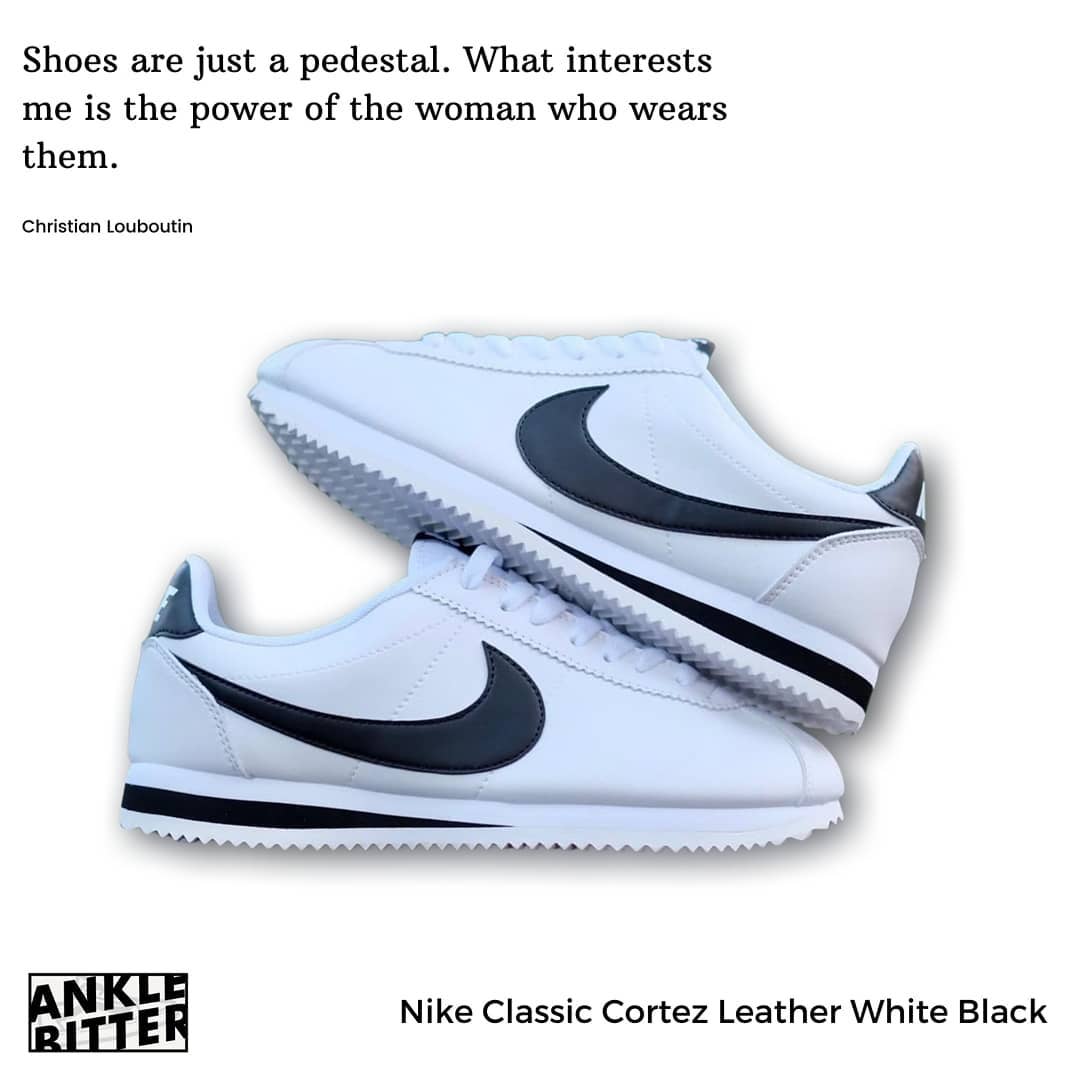 Shoes are just a pedestal. What interests
me is the power of the woman who wears
them.
Christian Louboutin
ANKLE
BITTER
Nike Classic Cortez Leather White Black